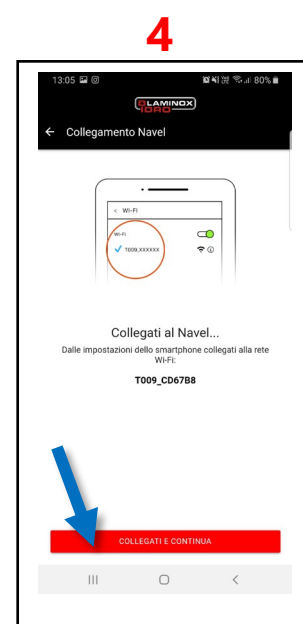 4
13:05 80%
LAMINOX
IDRO
← Collegamento Navel
< Wi-Fi
Wi-Fi
T009_XXXXXX
Collegati al Navel...
Dalle impostazioni dello smartphone collegati alla rete
Wi-Fi:
T009_CD67B8
COLLEGATI E CONTINUA